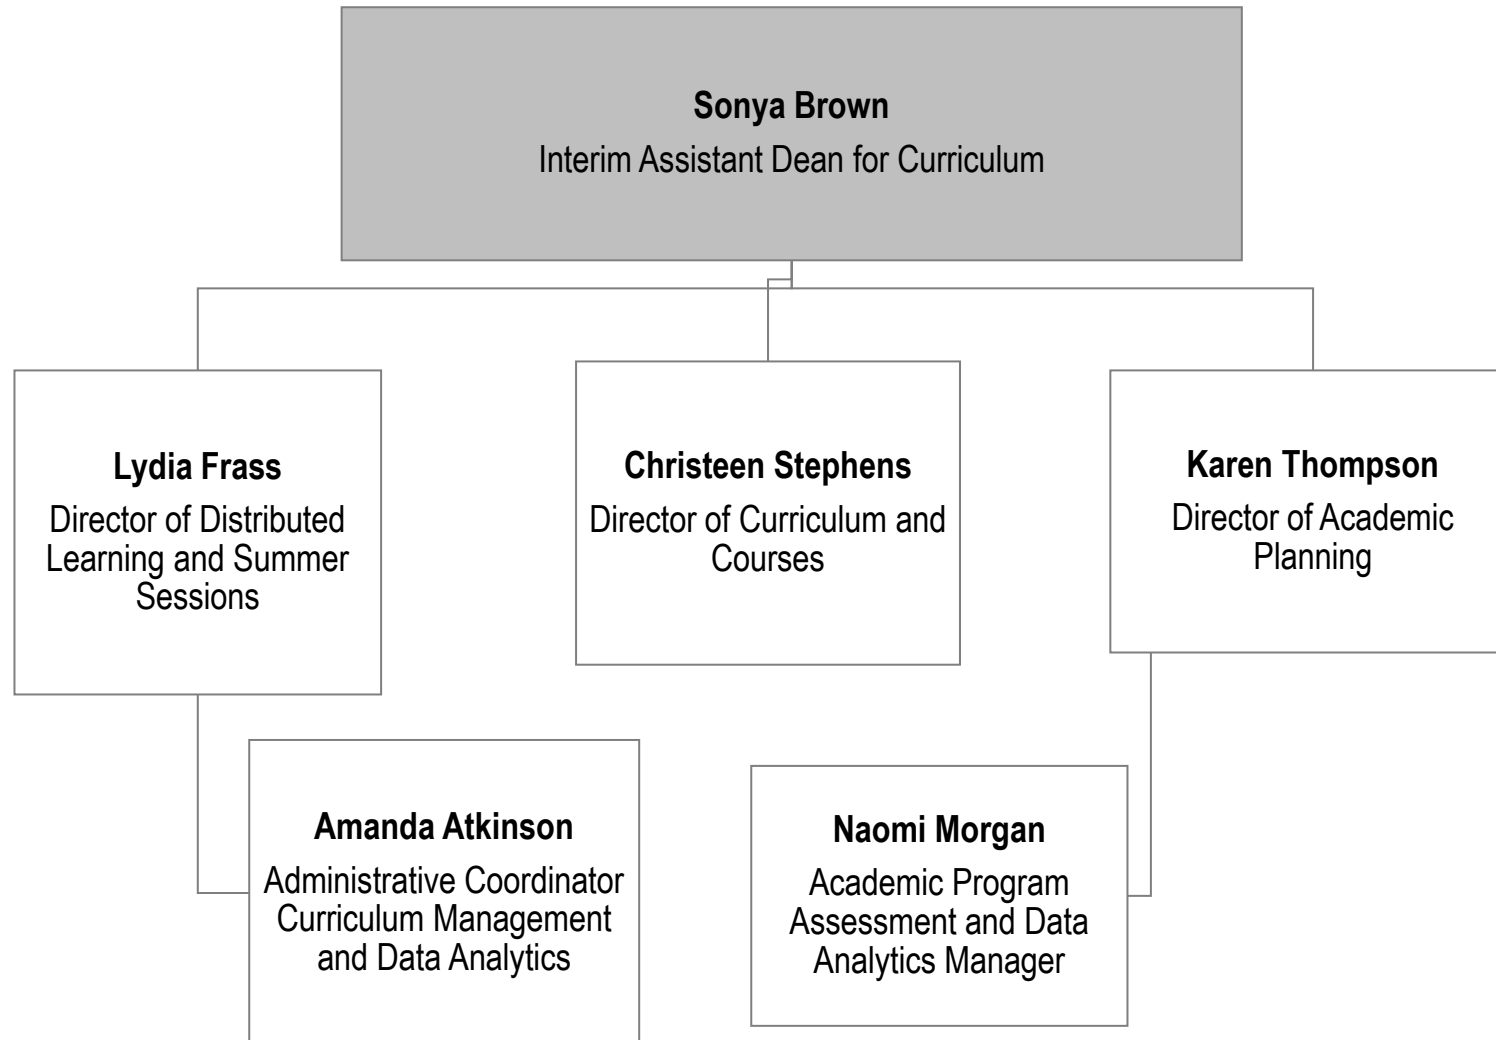 Sonya Brown
Interim Assistant Dean for Curriculum
Lydia Frass
Director of Distributed
Learning and Summer
Sessions
Christeen Stephens
Director of Curriculum and
Courses
Karen Thompson
Director of Academic
Planning
Amanda Atkinson
Administrative Coordinator
Curriculum Management
and Data Analytics
Naomi Morgan
Academic Program
Assessment and Data
Analytics Manager